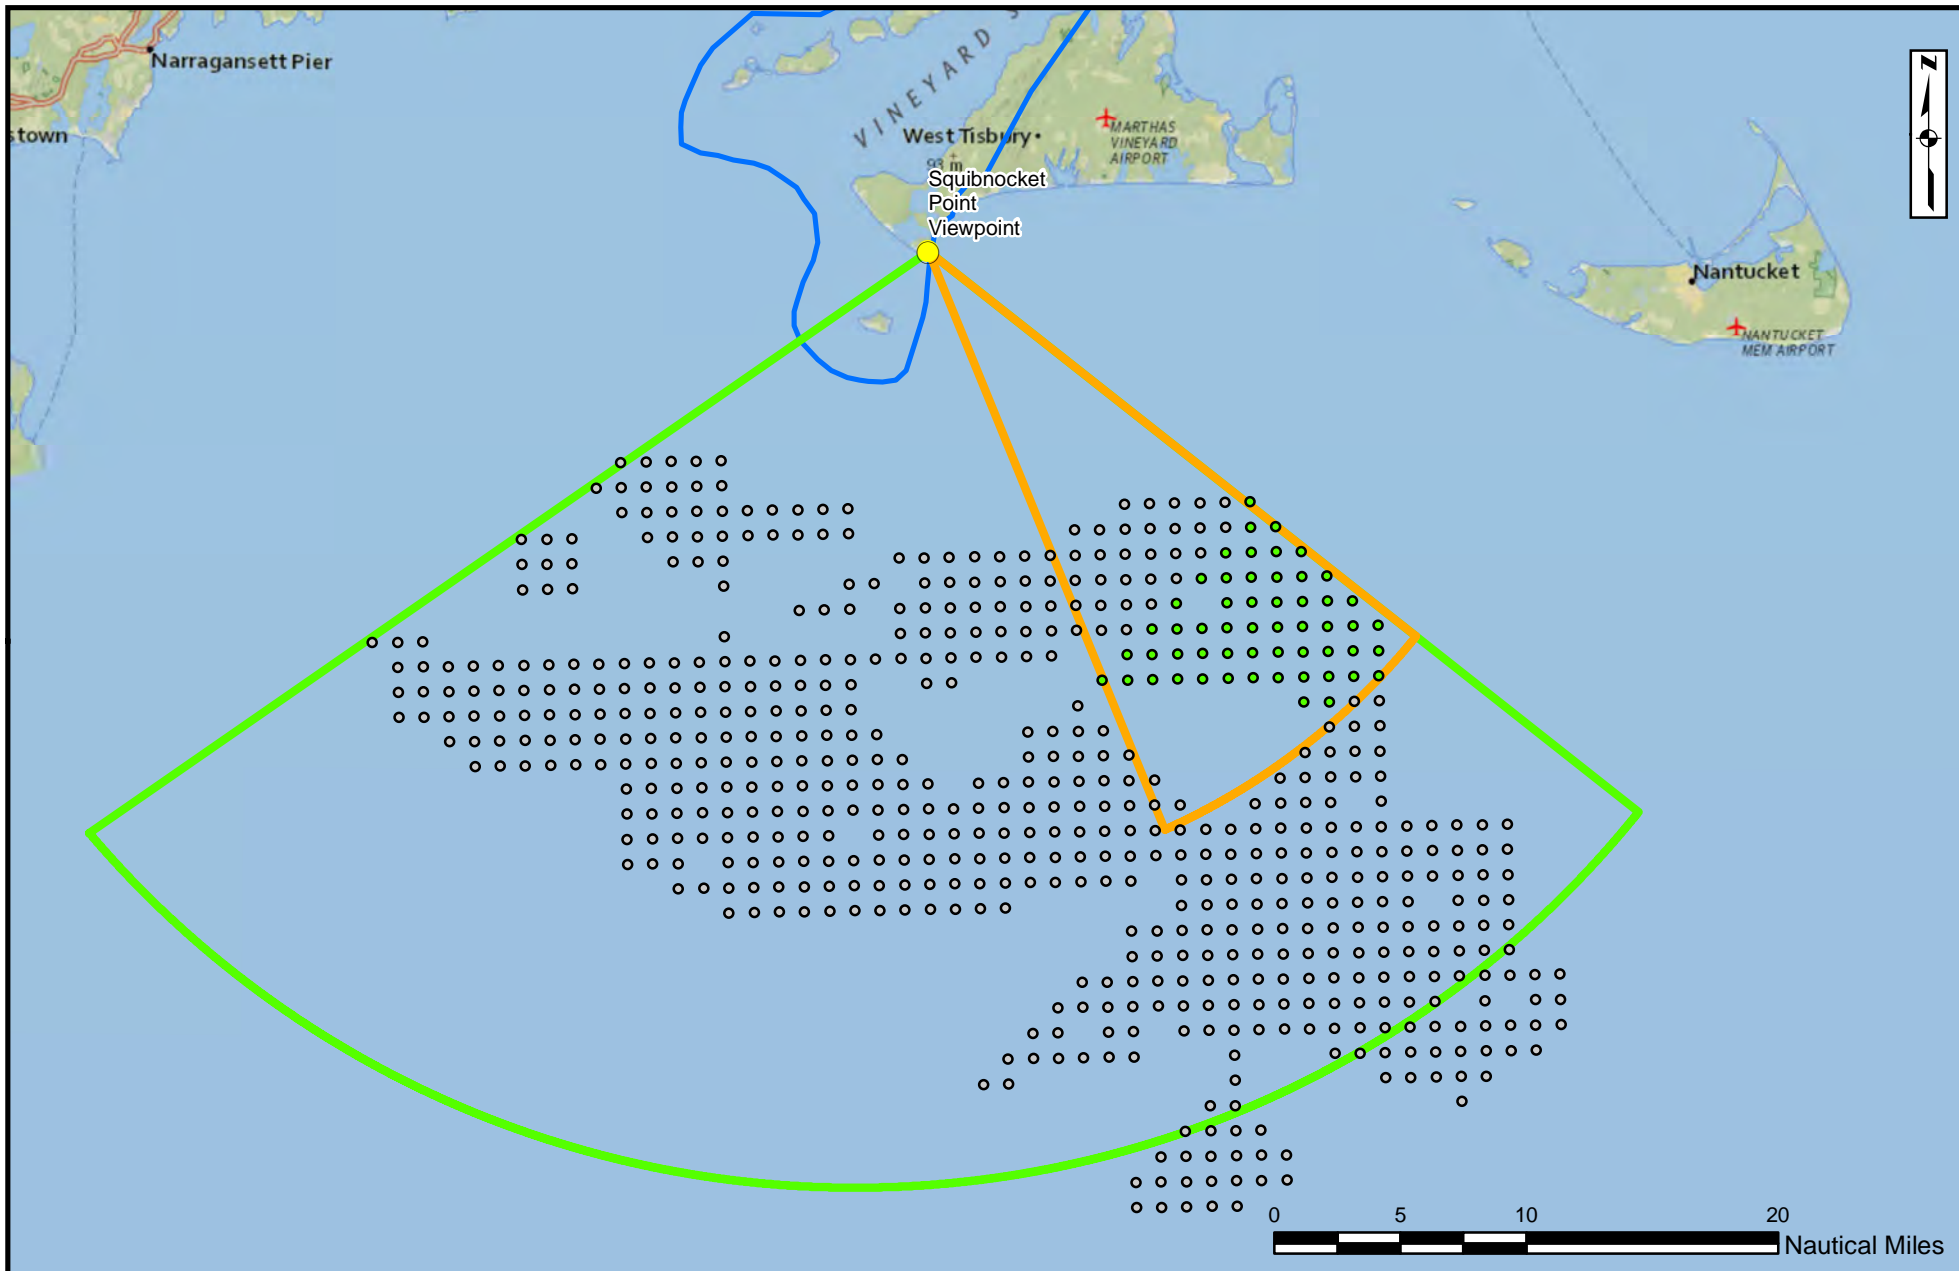 Narragansett Pier
stown
VINEYARD S
West Tisbury
93 m
MARTHAS
VINEYARD
AIRPORT
Squibnocket
Point
Viewpoint
N
Nantucket
NANTUCKET
MEM AIRPORT
0 5 10 20
Nautical Miles